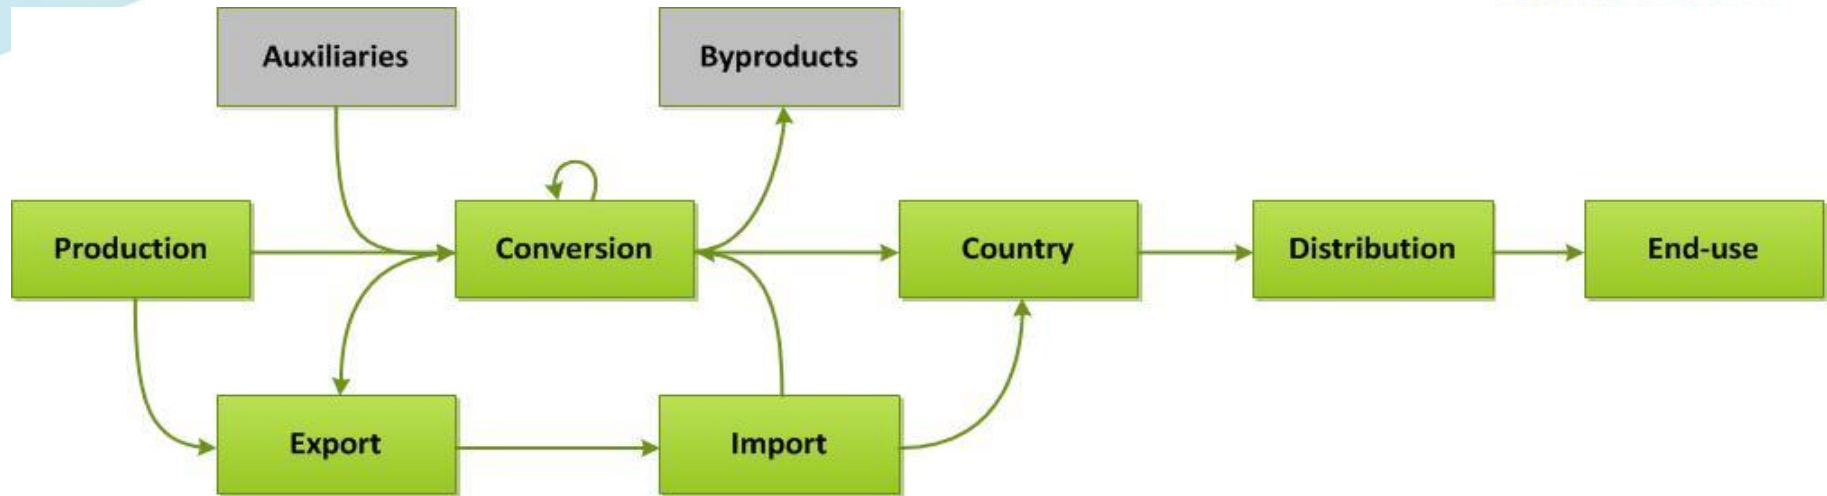 Auxiliaries
Byproducts
Production
Conversion
Country
Distribution
End-use
Export
Import